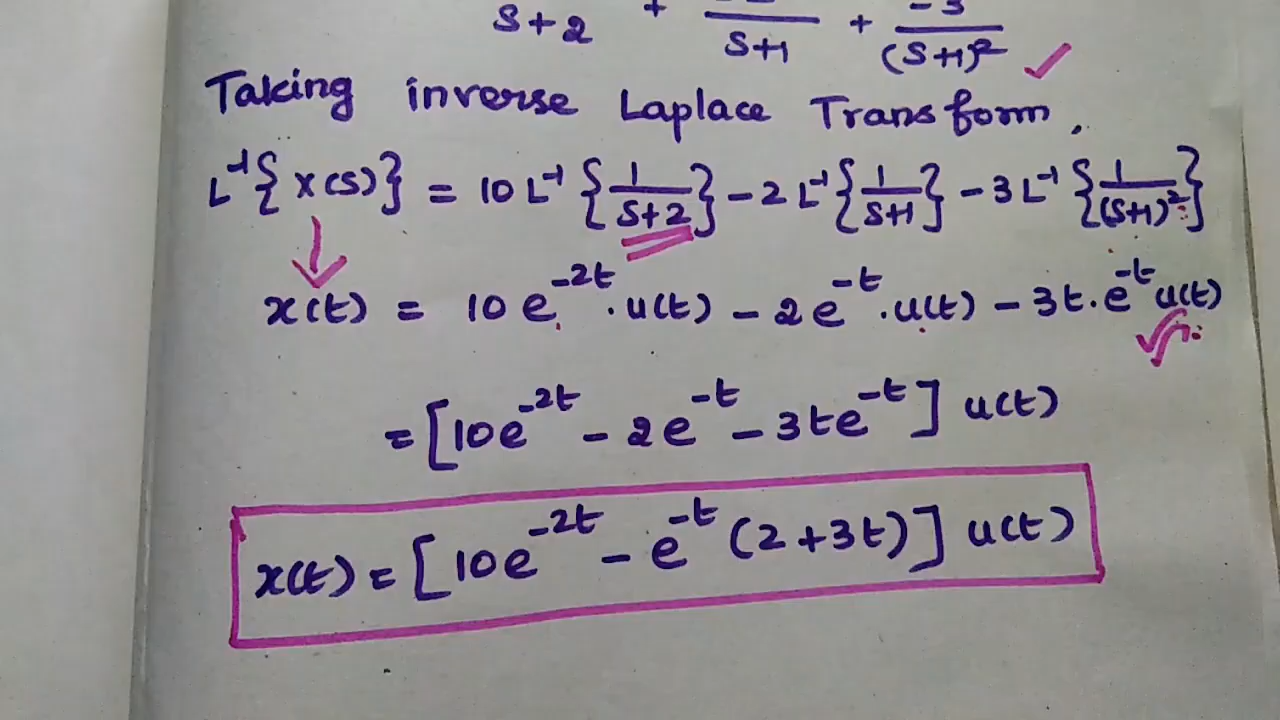 S+2 + S+1 + -3/(S+1)²
Taking inverse Laplace Transform.
L⁻¹{X(S)} = 10 L⁻¹{1/(S+2)} - 2 L⁻¹{1/(S+1)} - 3 L⁻¹{1/(S+1)²}
x(t) = 10 e^-2t . u(t) - 2 e^-t . u(t) - 3t . e^-t u(t)
= [10e^-2t - 2e^-t - 3te^-t] u(t)
x(t) = [10e^-2t - e^-t (2+3t)] u(t)